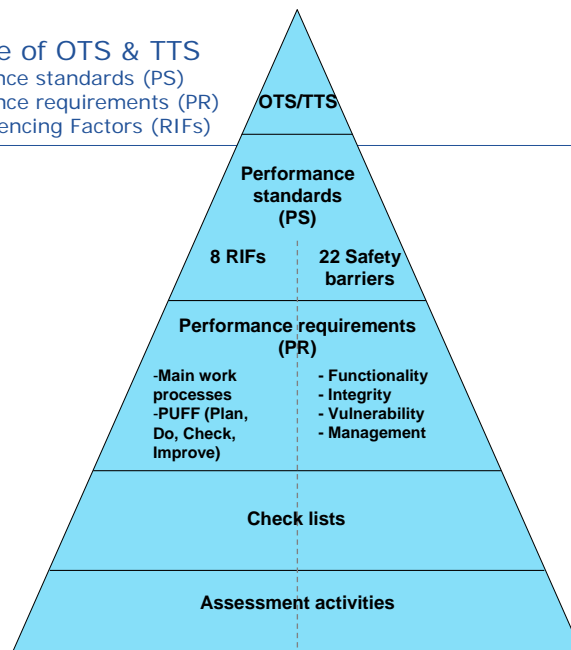 e of OTS & TTS
nce standards (PS)
nce requirements (PR)
encing Factors (RIFs)
OTS/TTS
Performance
standards
(PS)
8 RIFs
22 Safety
barriers
Performance requirements
(PR)
-Main work
processes
-PUFF (Plan,
Do, Check,
Improve)
- Functionality
- Integrity
- Vulnerability
- Management
Check lists
Assessment activities